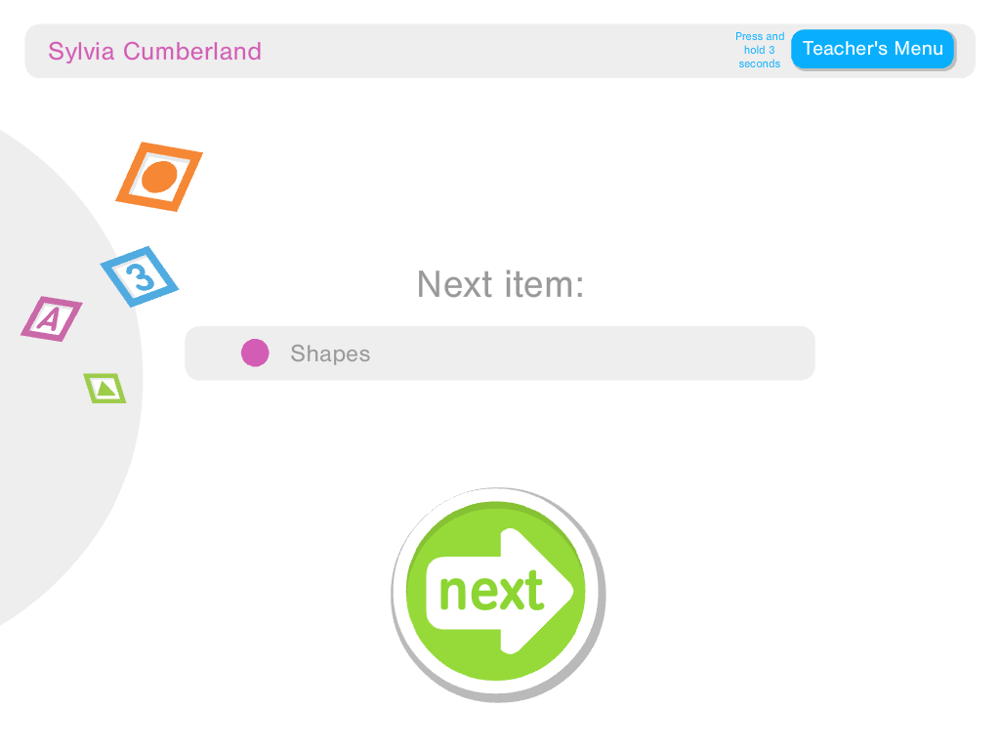 Sylvia Cumberland
Press and
hold 3
seconds
Teacher's Menu
3
A
Next item:
Shapes
next